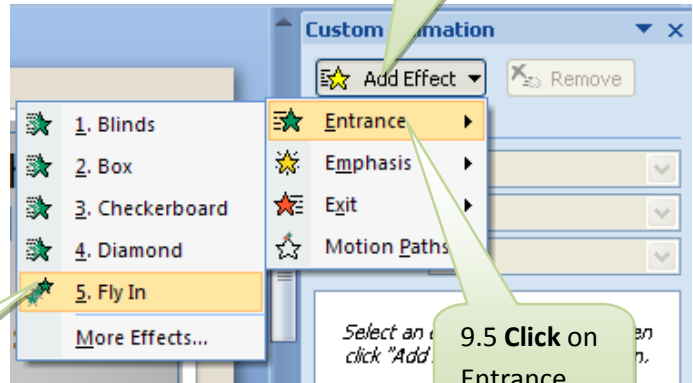 Custom mation
Add Effect Remove
1. Blinds
2. Box
3. Checkerboard
4. Diamond
5. Fly In
More Effects...
Entrance
Emphasis
Exit
Motion Paths
Select an
click "Add
9.5 Click on
Entrance